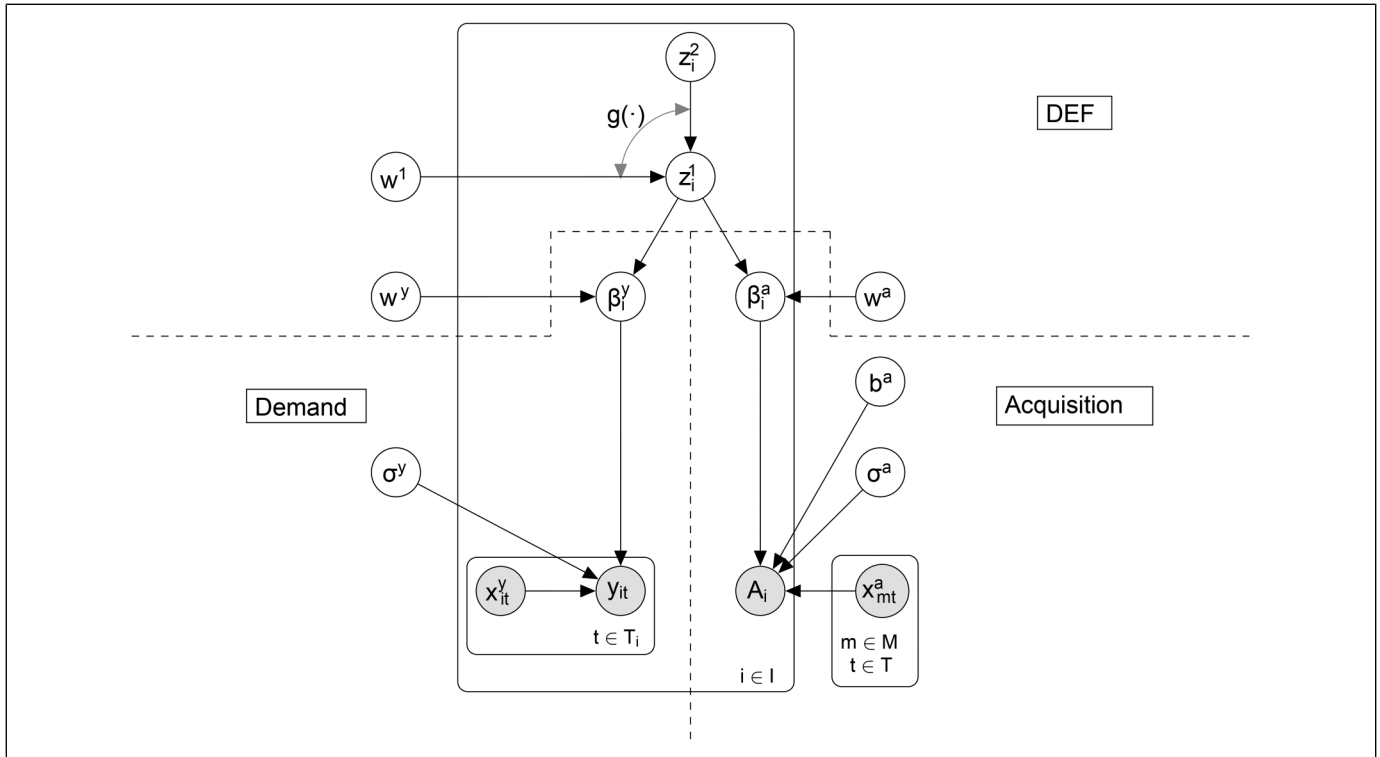 z_i^2
g(·)
DEF
w^1
z_i^1
w^y
β_i^y
β_i^a
w^a
b^a
Demand
Acquisition
σ^y
σ^a
x_it^y
y_it
A_i
x_mt^a
t ∈ T_i
m ∈ M
t ∈ T
i ∈ I